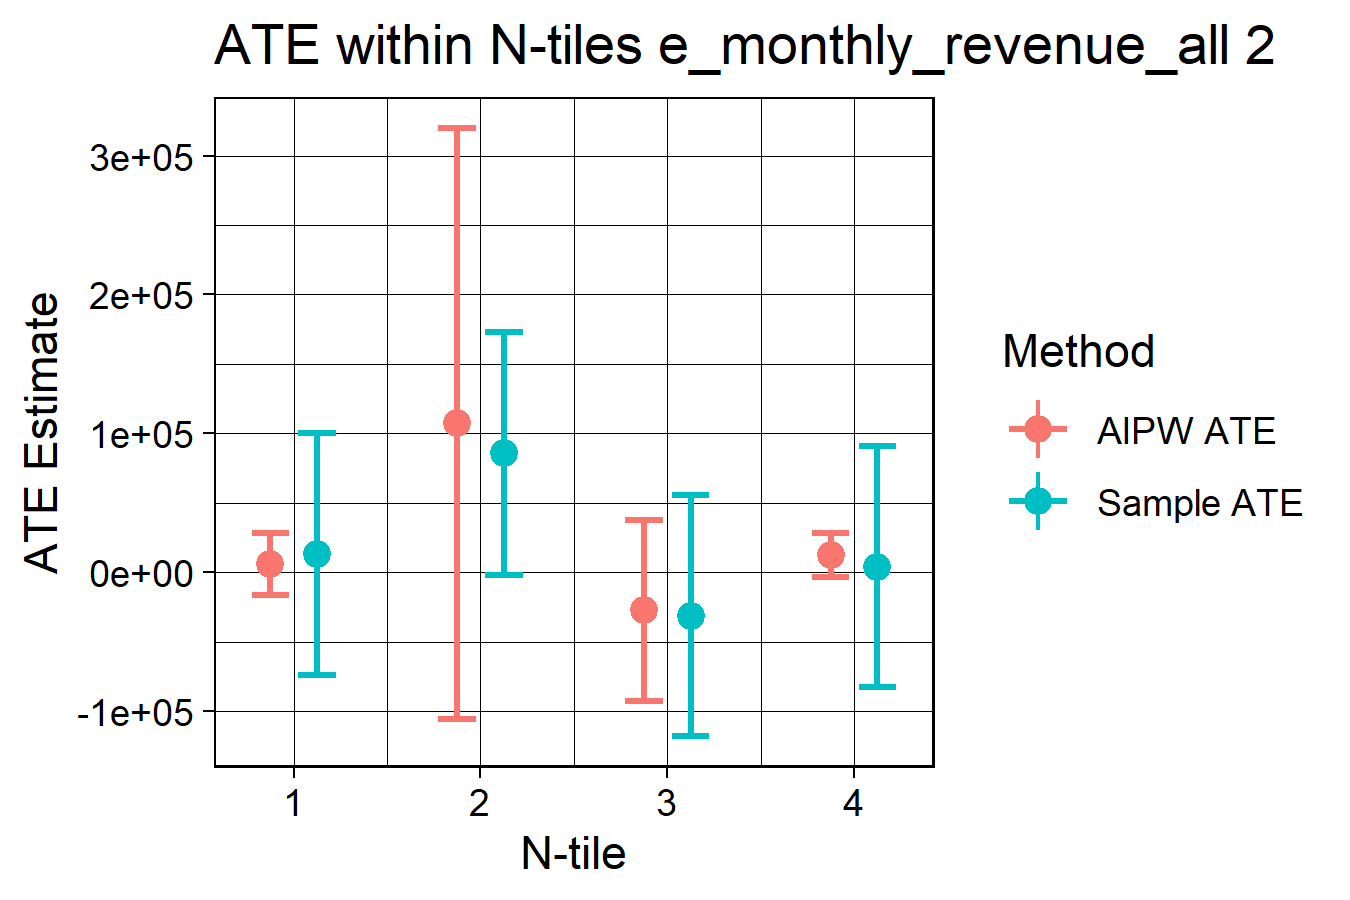 ATE within N-tiles e_monthly_revenue_all 2
3e+05
2e+05
1e+05
0e+00
-1e+05
ATE Estimate
1 2 3 4
N-tile
Method
AIPW ATE
Sample ATE